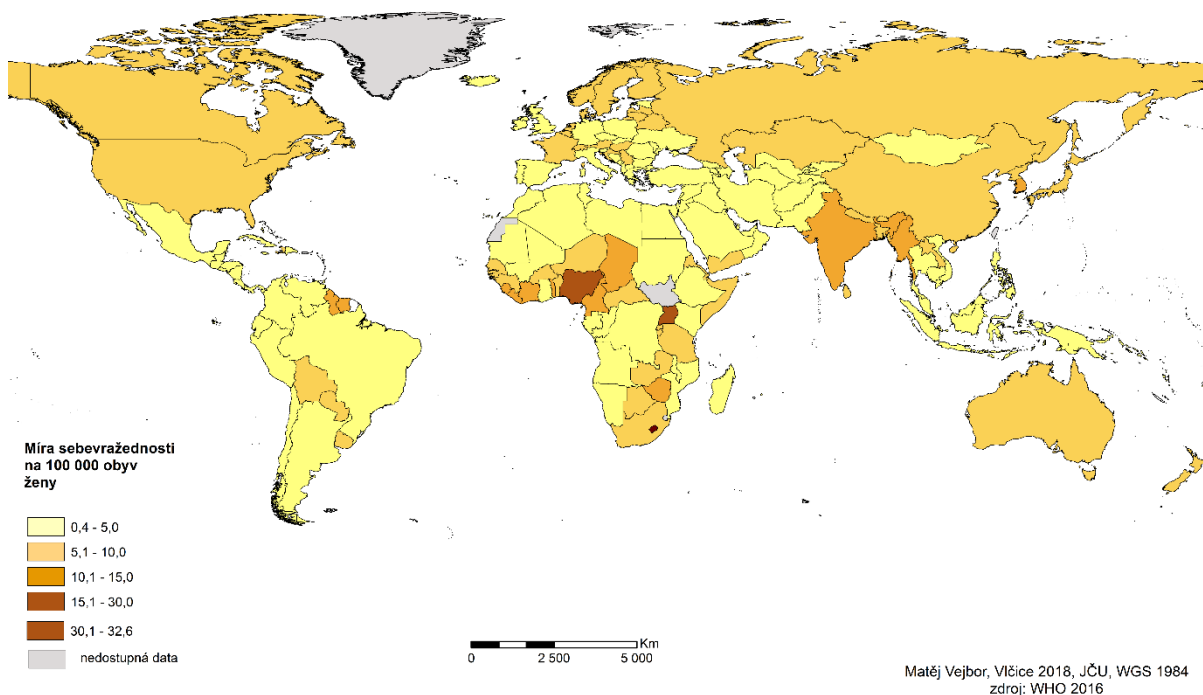 Míra sebevražednosti
na 100 000 obyv
ženy
0,4 - 5,0
5,1 - 10,0
10,1 - 15,0
15,1 - 30,0
30,1 - 32,6
nedostupná data
Km
0 2 500 5 000
Matěj Vejbor, Vlčice 2018, JČU, WGS 1984
zdroj: WHO 2016